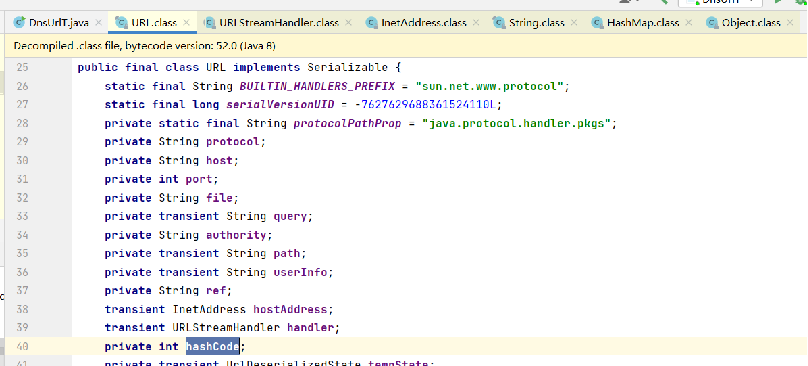 DnsUrlT.java URL.class URLStreamHandler.class InetAddress.class String.class HashMap.class Object.class
Decompiled .class file, bytecode version: 52.0 (Java 8)
25 public final class URL implements Serializable {
26 static final String BUILTIN_HANDLERS_PREFIX = "sun.net.www.protocol";
27 static final long serialVersionUID = -7627629688361524110L;
28 private static final String protocolPathProp = "java.protocol.handler.pkgs";
29 private String protocol;
30 private String host;
31 private int port;
32 private String file;
33 private transient String query;
34 private String authority;
35 private transient String path;
36 private transient String userInfo;
37 private String ref;
38 transient InetAddress hostAddress;
39 transient URLStreamHandler handler;
40 private int hashCode;
41 private transient UrlDeserializedState tempState;